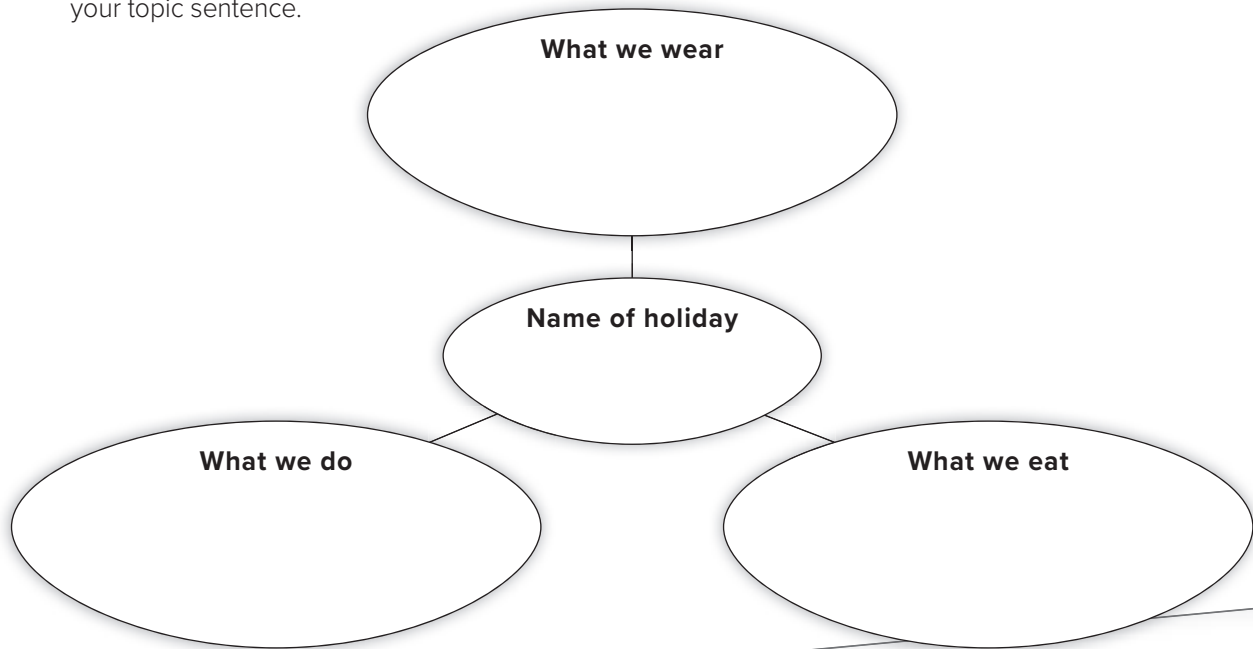 your topic sentence.
What we wear
Name of holiday
What we do
What we eat